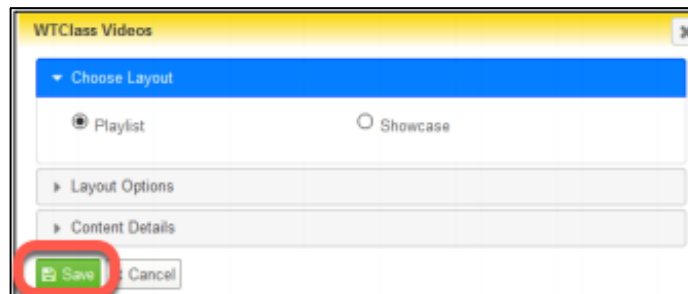 WTClass Videos
Choose Layout
Playlist Showcase
Layout Options
Content Details
Save Cancel